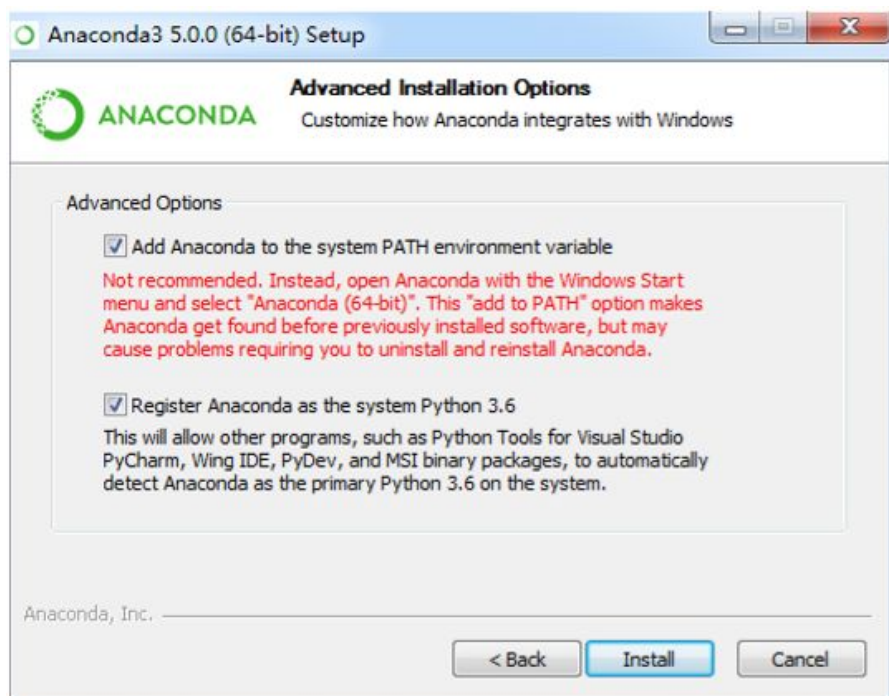 Anaconda3 5.0.0 (64-bit) Setup
ANACONDA
Advanced Installation Options
Customize how Anaconda integrates with Windows
Advanced Options
Add Anaconda to the system PATH environment variable
Not recommended. Instead, open Anaconda with the Windows Start
menu and select "Anaconda (64-bit)". This "add to PATH" option makes
Anaconda get found before previously installed software, but may
cause problems requiring you to uninstall and reinstall Anaconda.
Register Anaconda as the system Python 3.6
This will allow other programs, such as Python Tools for Visual Studio
PyCharm, Wing IDE, PyDev, and MSI binary packages, to automatically
detect Anaconda as the primary Python 3.6 on the system.
Anaconda, Inc.
< Back
Install
Cancel